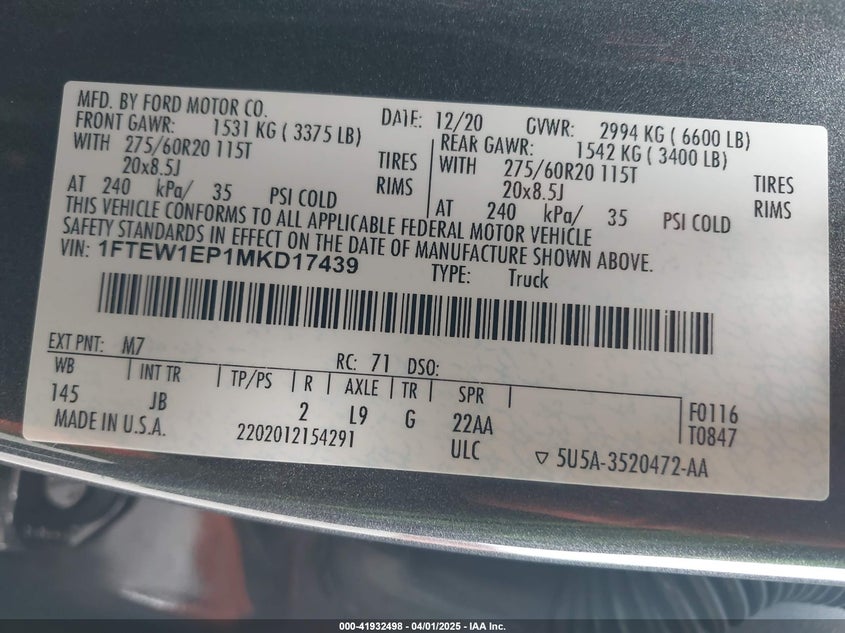 MFD. BY FORD MOTOR CO.
DATE: 12/20 GVWR: 2994 KG ( 6600 LB)
FRONT GAWR: 1531 KG ( 3375 LB)
WITH 275/60R20 115T TIRES
20x8.5J RIMS
AT 240 kPa/ 35 PSI COLD
REAR GAWR: 1542 KG ( 3400 LB)
WITH 275/60R20 115T TIRES
20x8.5J RIMS
AT 240 kPa/ 35 PSI COLD
THIS VEHICLE CONFORMS TO ALL APPLICABLE FEDERAL MOTOR VEHICLE
SAFETY STANDARDS IN EFFECT ON THE DATE OF MANUFACTURE SHOWN ABOVE.
VIN: 1FTEW1EP1MKD17439
TYPE: Truck
EXT PNT: M7 RC: 71 DSO:
WB INT TR TP/PS R AXLE TR SPR
145 JB 2 L9 G 22AA
F0116
T0847
MADE IN U.S.A. 2202012154291 ULC ▽ 5U5A-3520472-AA
000-41932498 - 04/01/2025 - IAA Inc.